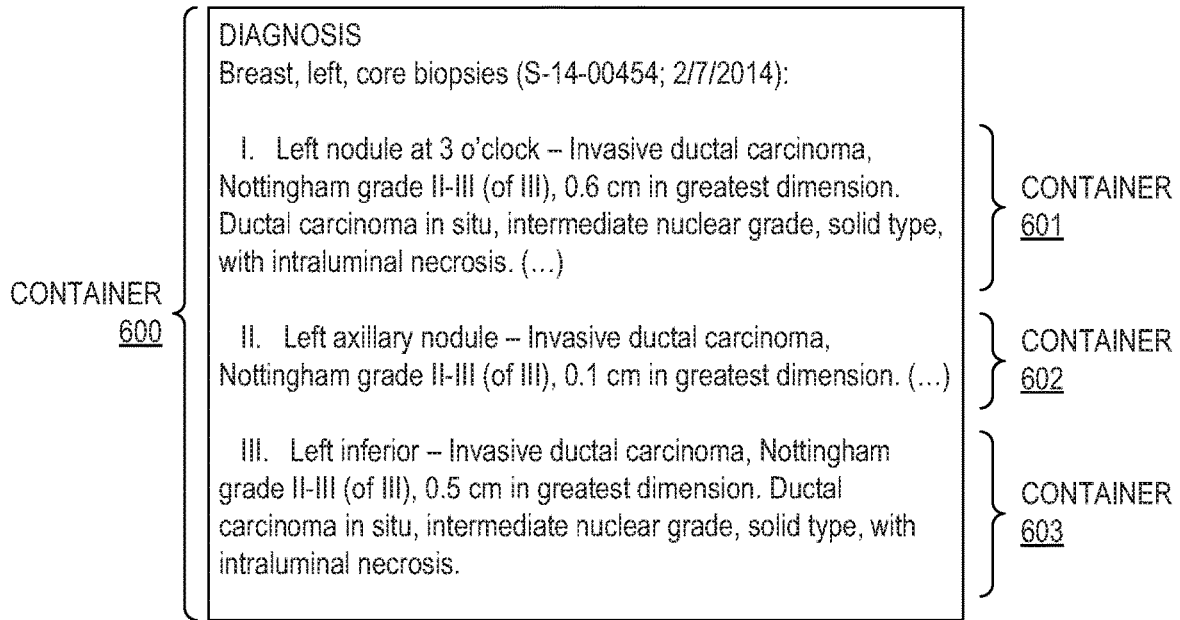 DIAGNOSIS
Breast, left, core biopsies (S-14-00454; 2/7/2014):
I. Left nodule at 3 o'clock – Invasive ductal carcinoma,
Nottingham grade II-III (of III), 0.6 cm in greatest dimension.
Ductal carcinoma in situ, intermediate nuclear grade, solid type,
with intraluminal necrosis. (...)
CONTAINER
601
CONTAINER
600
II. Left axillary nodule – Invasive ductal carcinoma,
Nottingham grade II-III (of III), 0.1 cm in greatest dimension. (...)
CONTAINER
602
III. Left inferior – Invasive ductal carcinoma, Nottingham
grade II-III (of III), 0.5 cm in greatest dimension. Ductal
carcinoma in situ, intermediate nuclear grade, solid type, with
intraluminal necrosis.
CONTAINER
603